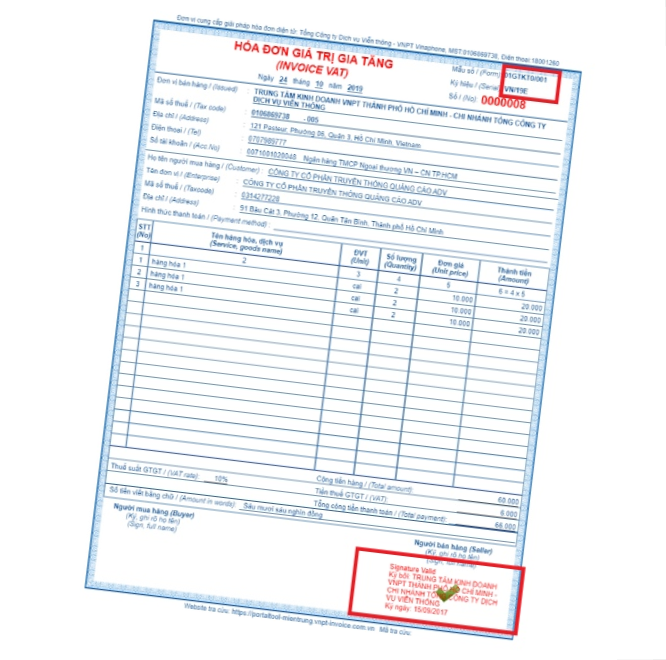 Đơn vị cung cấp giải pháp hóa đơn điện tử: Tổng Công ty Dịch vụ Viễn thông - VNPT Vinaphone, MST:0106869738, Điện thoại:18001260
HÓA ĐƠN GIÁ TRỊ GIA TĂNG
(INVOICE VAT)
Ngày 24 tháng 10 năm 2019
Mẫu số / (Form): 01GTKT0/001
Ký hiệu / (Serial): VN/19E
Số / (No): 0000008
Đơn vị bán hàng / (Issued) : TRUNG TÂM KINH DOANH VNPT THÀNH PHỐ HỒ CHÍ MINH - CHI NHÁNH TỔNG CÔNG TY
DỊCH VỤ VIỄN THÔNG
Mã số thuế / (Tax code) : 0106869738 - 005
Địa chỉ / (Address) : 121 Pasteur, Phường 06, Quận 3, Hồ Chí Minh, Vietnam
Điện thoại / (Tel) : 0707989777
Số tài khoản / (Acc.No) : 0071001020048 Ngân hàng TMCP Ngoại thương VN – CN TP.HCM
Họ tên người mua hàng / (Customer) : CÔNG TY CỔ PHẦN TRUYỀN THÔNG QUẢNG CÁO ADV
Tên đơn vị / (Enterprise) : CÔNG TY CỔ PHẦN TRUYỀN THÔNG QUẢNG CÁO ADV
Mã số thuế / (Taxcode) : 0314277228
Địa chỉ / (Address) : 51 Bàu Cát 3, Phường 12, Quận Tân Bình, Thành phố Hồ Chí Minh
Hình thức thanh toán / (Payment method) :
STT (No) Tên hàng hóa, dịch vụ (Service, goods name) ĐVT (Unit) Số lượng (Quantity) Đơn giá (Unit price) Thành tiền (Amount)
1 2 3 4 5 6 = 4 x 5
1 hàng hóa 1 cai 2 10.000 20.000
2 hàng hóa 1 cai 2 10.000 20.000
3 hàng hóa 1 cai 2 10.000 20.000
Cộng tiền hàng / (Total amount): 60.000
Thuế suất GTGT / (VAT rate): 10% Tiền thuế GTGT / (VAT): 6.000
Tổng cộng tiền thanh toán / (Total payment): 66.000
Số tiền viết bằng chữ / (Amount in words): Sáu mươi sáu nghìn đồng
Người mua hàng / (Buyer)
(Ký, ghi rõ họ tên)
(Sign, full name)
Người bán hàng / (Seller)
(Ký, ghi rõ họ tên)
(Sign, full name)
Signature Valid
Ký bởi: TRUNG TÂM KINH DOANH
VNPT THÀNH PHỐ HỒ CHÍ MINH -
CHI NHÁNH TỔNG CÔNG TY DỊCH
VỤ VIỄN THÔNG
Ký ngày: 15/09/2017
Website tra cứu: https://portaltool-mientrung.vnpt-invoice.com.vn Mã tra cứu: